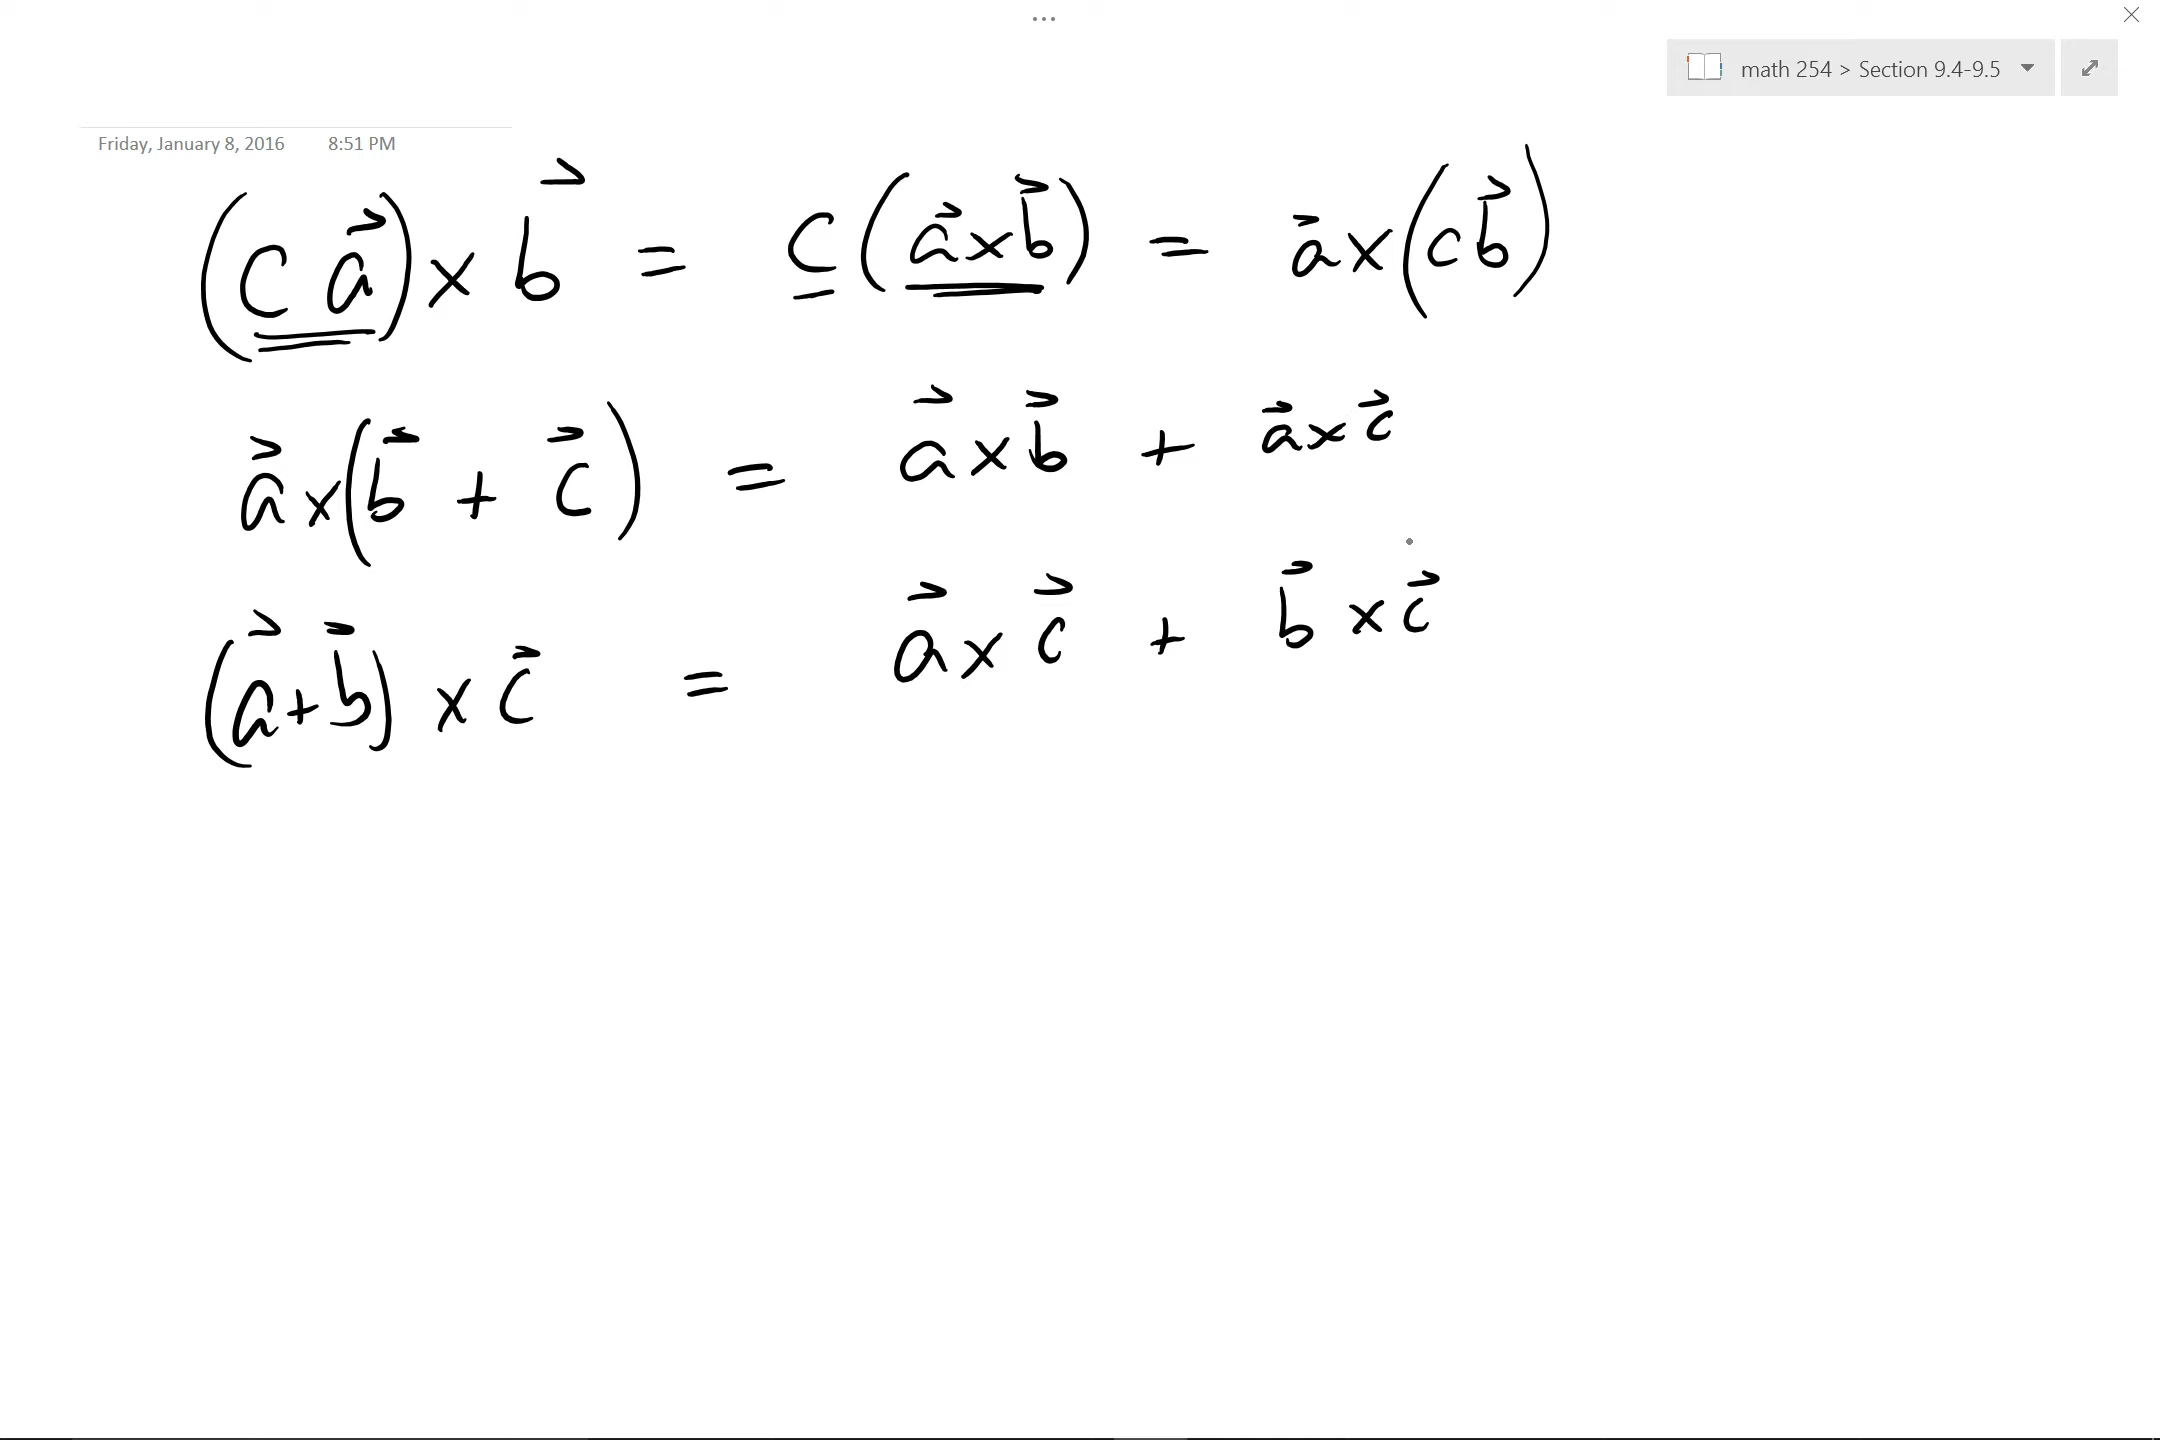 ...
math 254 > Section 9.4-9.5
Friday, January 8, 2016 8:51 PM
(c a⃗) × b⃗ = c (a⃗ × b⃗) = a⃗ × (c b⃗)
a⃗ × (b⃗ + c⃗) = a⃗ × b⃗ + a⃗ × c⃗
(a⃗ + b⃗) × c⃗ = a⃗ × c⃗ + b⃗ × c⃗